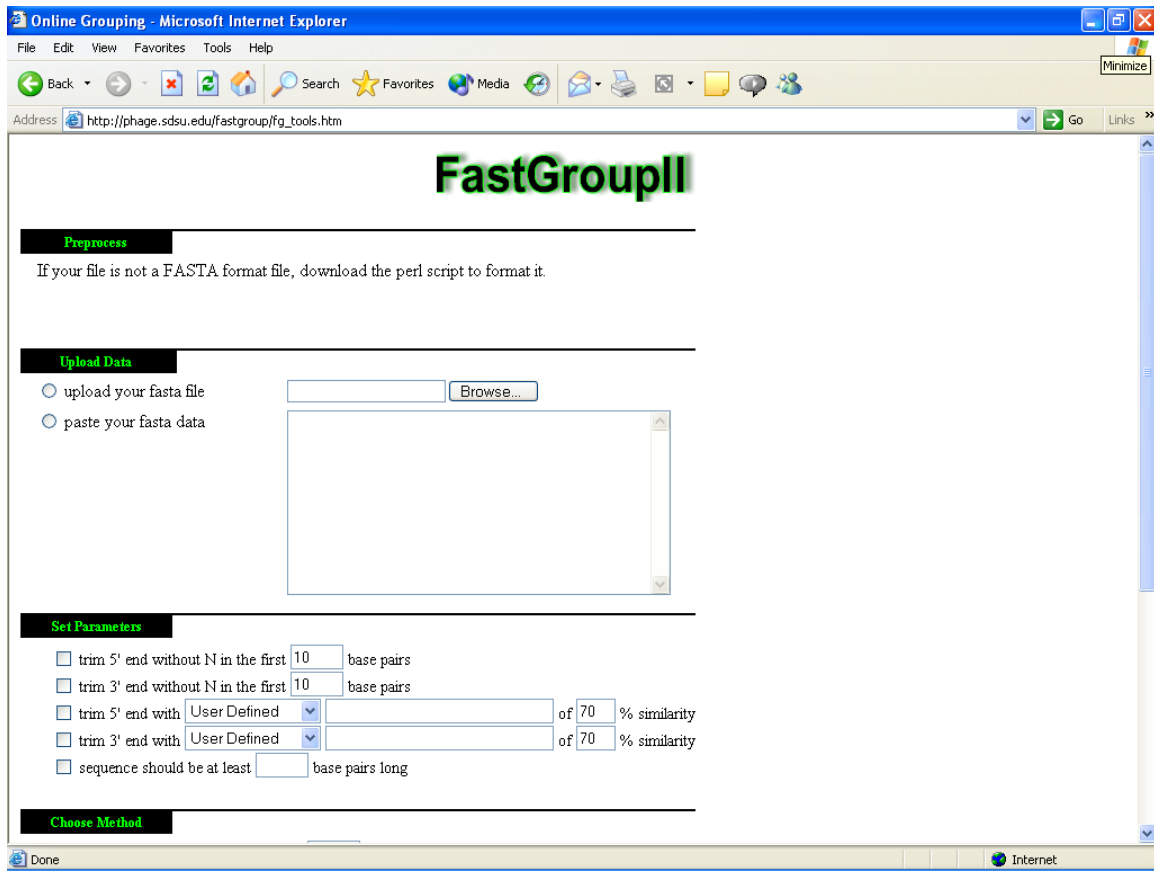 Online Grouping - Microsoft Internet Explorer
File Edit View Favorites Tools Help
Minimize
Back Search Favorites Media
Address http://phage.sdsu.edu/fastgroup/fg_tools.htm Go Links »
FastGroupII
Preprocess
If your file is not a FASTA format file, download the perl script to format it.
Upload Data
upload your fasta file Browse...
paste your fasta data
Set Parameters
trim 5' end without N in the first 10 base pairs
trim 3' end without N in the first 10 base pairs
trim 5' end with User Defined of 70 % similarity
trim 3' end with User Defined of 70 % similarity
sequence should be at least base pairs long
Choose Method
Done Internet